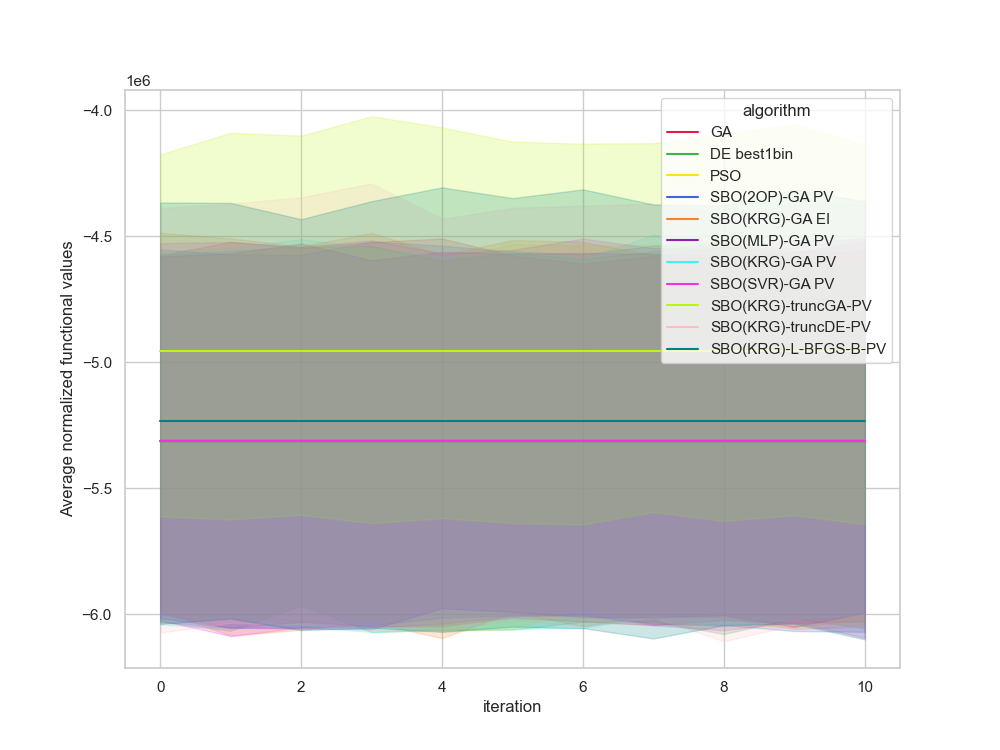 1e6
−4.0
−4.5
−5.0
−5.5
−6.0
Average normalized functional values
0
2
4
6
8
10
iteration
algorithm
GA
DE best1bin
PSO
SBO(2OP)-GA PV
SBO(KRG)-GA EI
SBO(MLP)-GA PV
SBO(KRG)-GA PV
SBO(SVR)-GA PV
SBO(KRG)-truncGA-PV
SBO(KRG)-truncDE-PV
SBO(KRG)-L-BFGS-B-PV